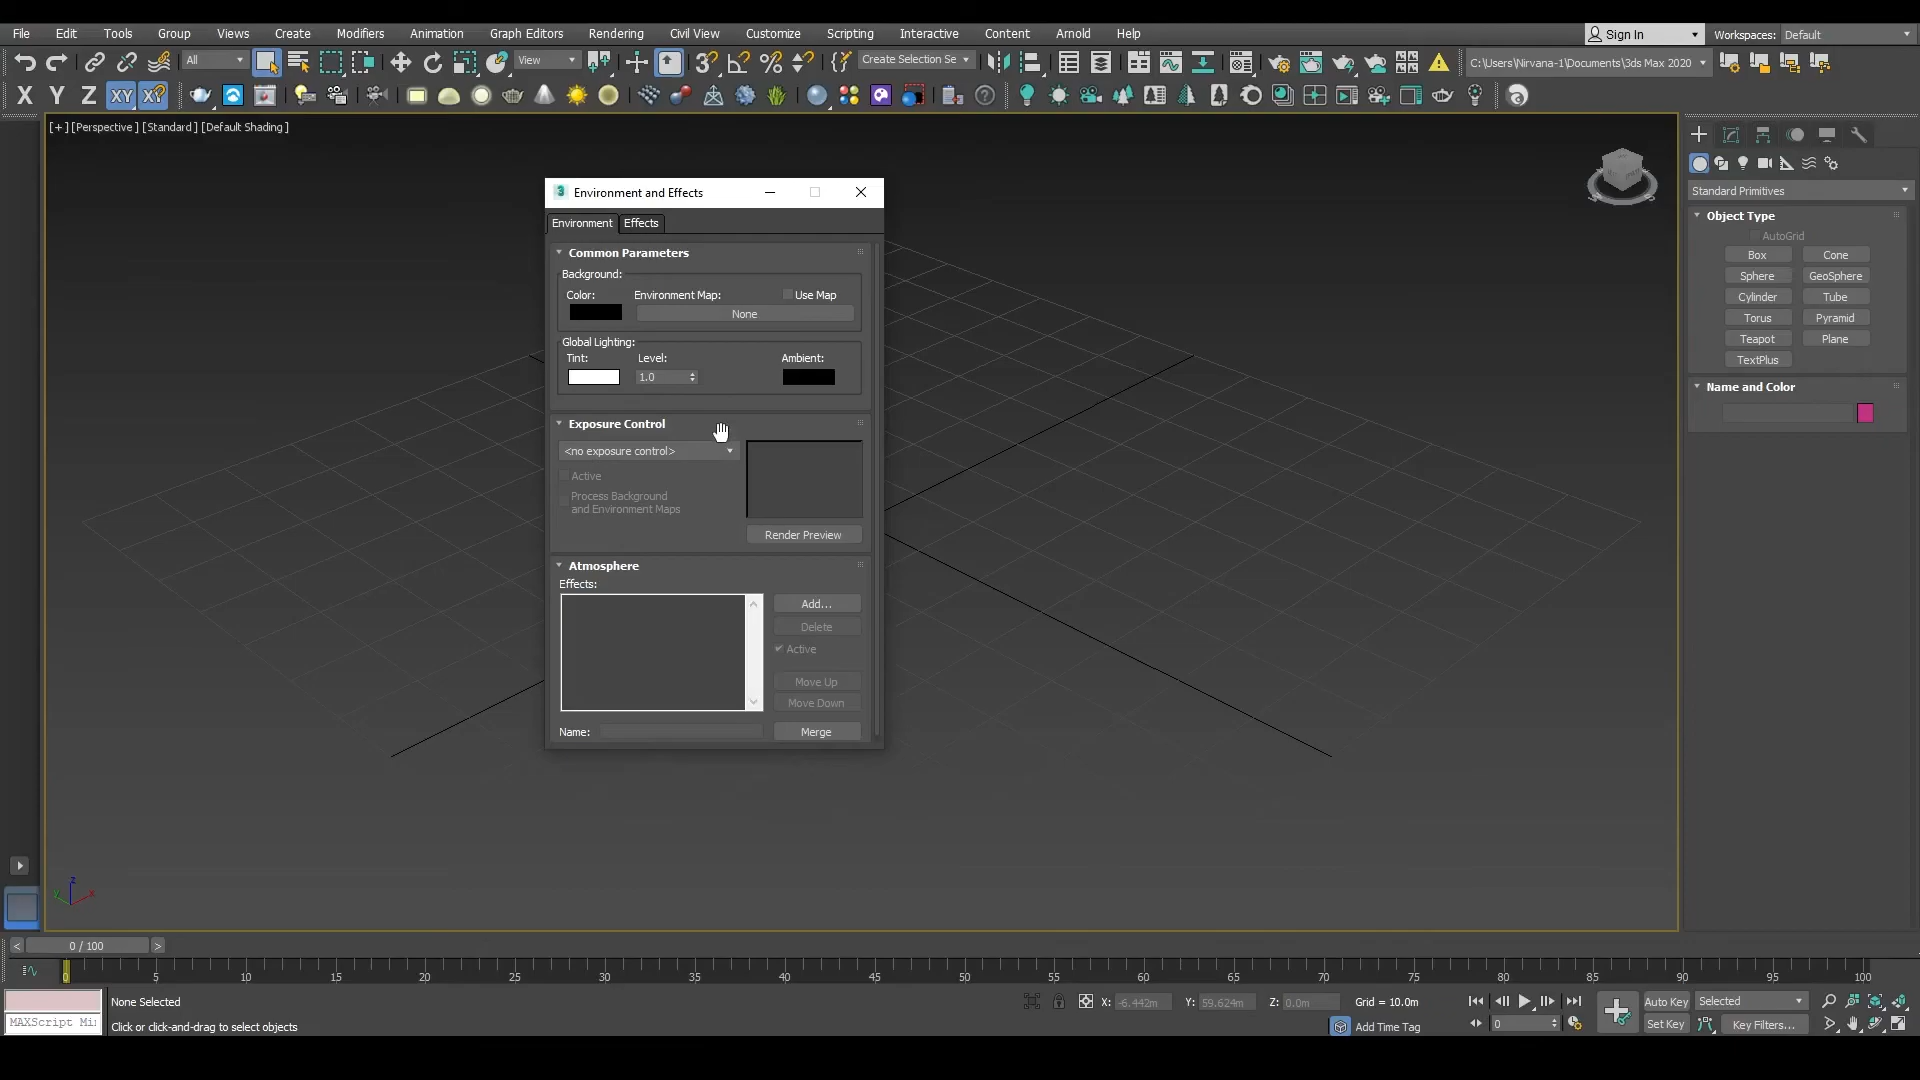 File Edit Tools Group Views Create Modifiers Animation Graph Editors Rendering Civil View Customize Scripting Interactive Content Arnold Help Sign In Workspaces: Default
All View Create Selection Se C:\Users\Nirvana-1\Documents\3ds Max 2020
X Y Z XY XY
[+] [Perspective] [Standard] [Default Shading]
Environment and Effects
Environment Effects
Common Parameters
Background:
Color: Environment Map: Use Map
None
Global Lighting:
Tint: Level: Ambient:
1.0
Exposure Control
<no exposure control>
Active
Process Background
and Environment Maps
Render Preview
Atmosphere
Effects:
Add...
Delete
Active
Move Up
Move Down
Name: Merge
Standard Primitives
Object Type
AutoGrid
Box Cone
Sphere GeoSphere
Cylinder Tube
Torus Pyramid
Teapot Plane
TextPlus
Name and Color
z
y x
< 0 / 100 >
0 5 10 15 20 25 30 35 40 45 50 55 60 65 70 75 80 85 90 95 100
None Selected X: -6.442m Y: 59.624m Z: 0.0m Grid = 10.0m Auto Key Selected
MAXScript Mi Click or click-and-drag to select objects Add Time Tag 0 Set Key Key Filters...